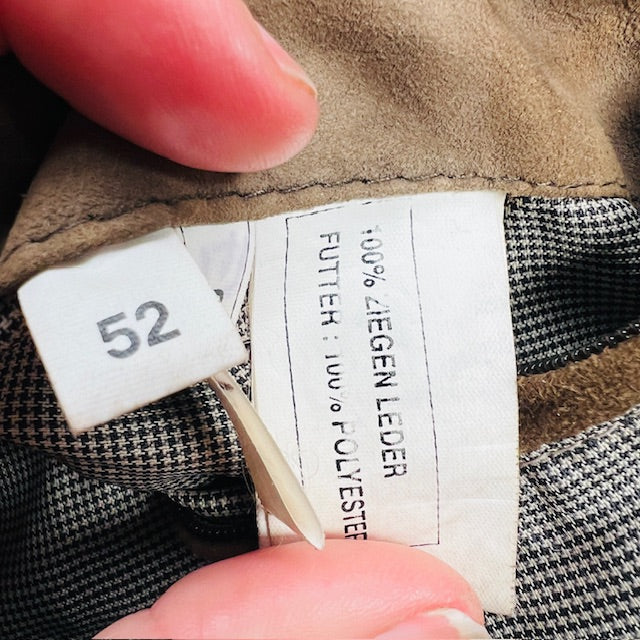 52
100% ZIEGEN LEDER
FUTTER : 100% POLYESTER